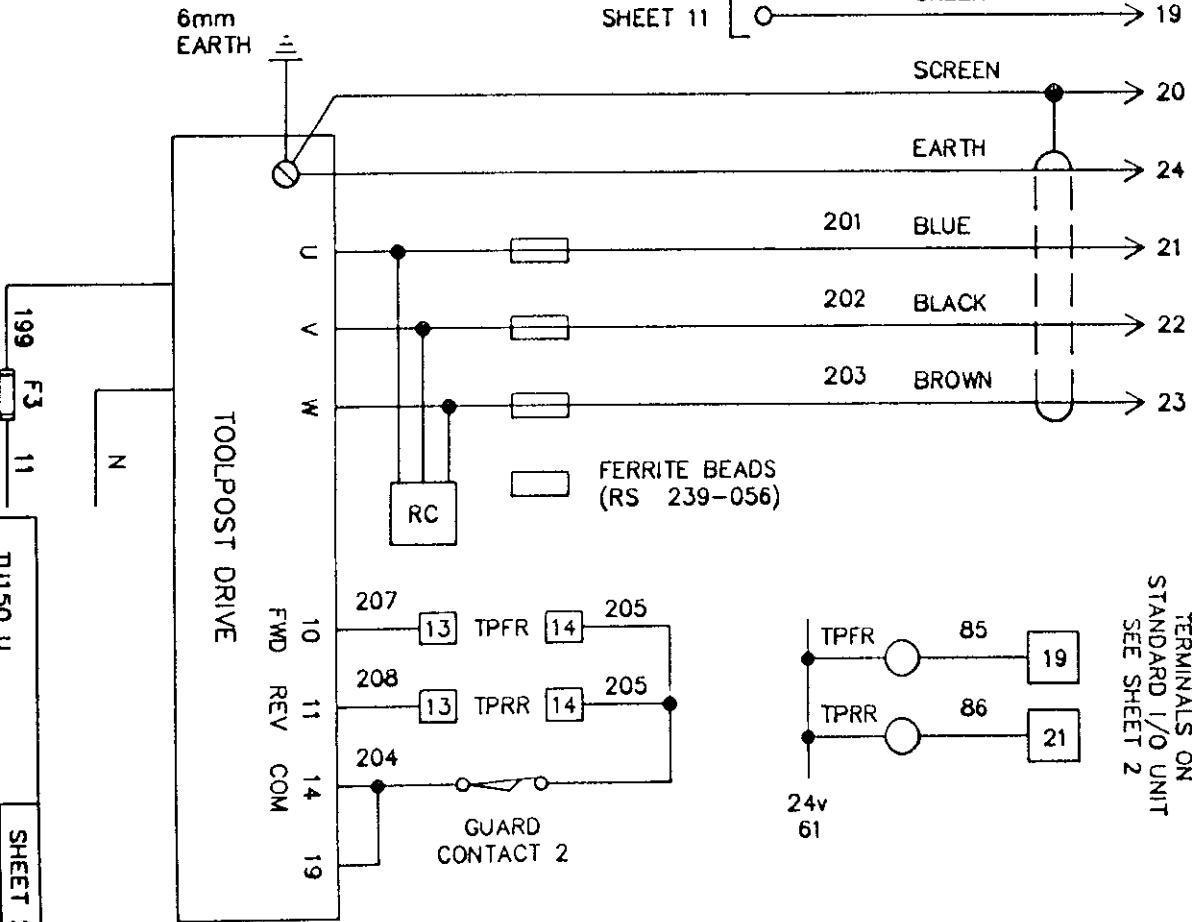 6mm
EARTH
SHEET 11
19
SCREEN
20
EARTH
24
201 BLUE
21
202 BLACK
22
203 BROWN
23
U
V
W
199
F3
11
N
TOOLPOST DRIVE
RC
FERRITE BEADS
(RS 239-056)
207
10
FWD
13 TPFR 14
205
208
11
REV
13 TPRR 14
205
204
14
COM
19
GUARD
CONTACT 2
TPFR
85
19
TPRR
86
21
24v
61
TERMINALS ON
STANDARD I/O UNIT
SEE SHEET 2
SHEET